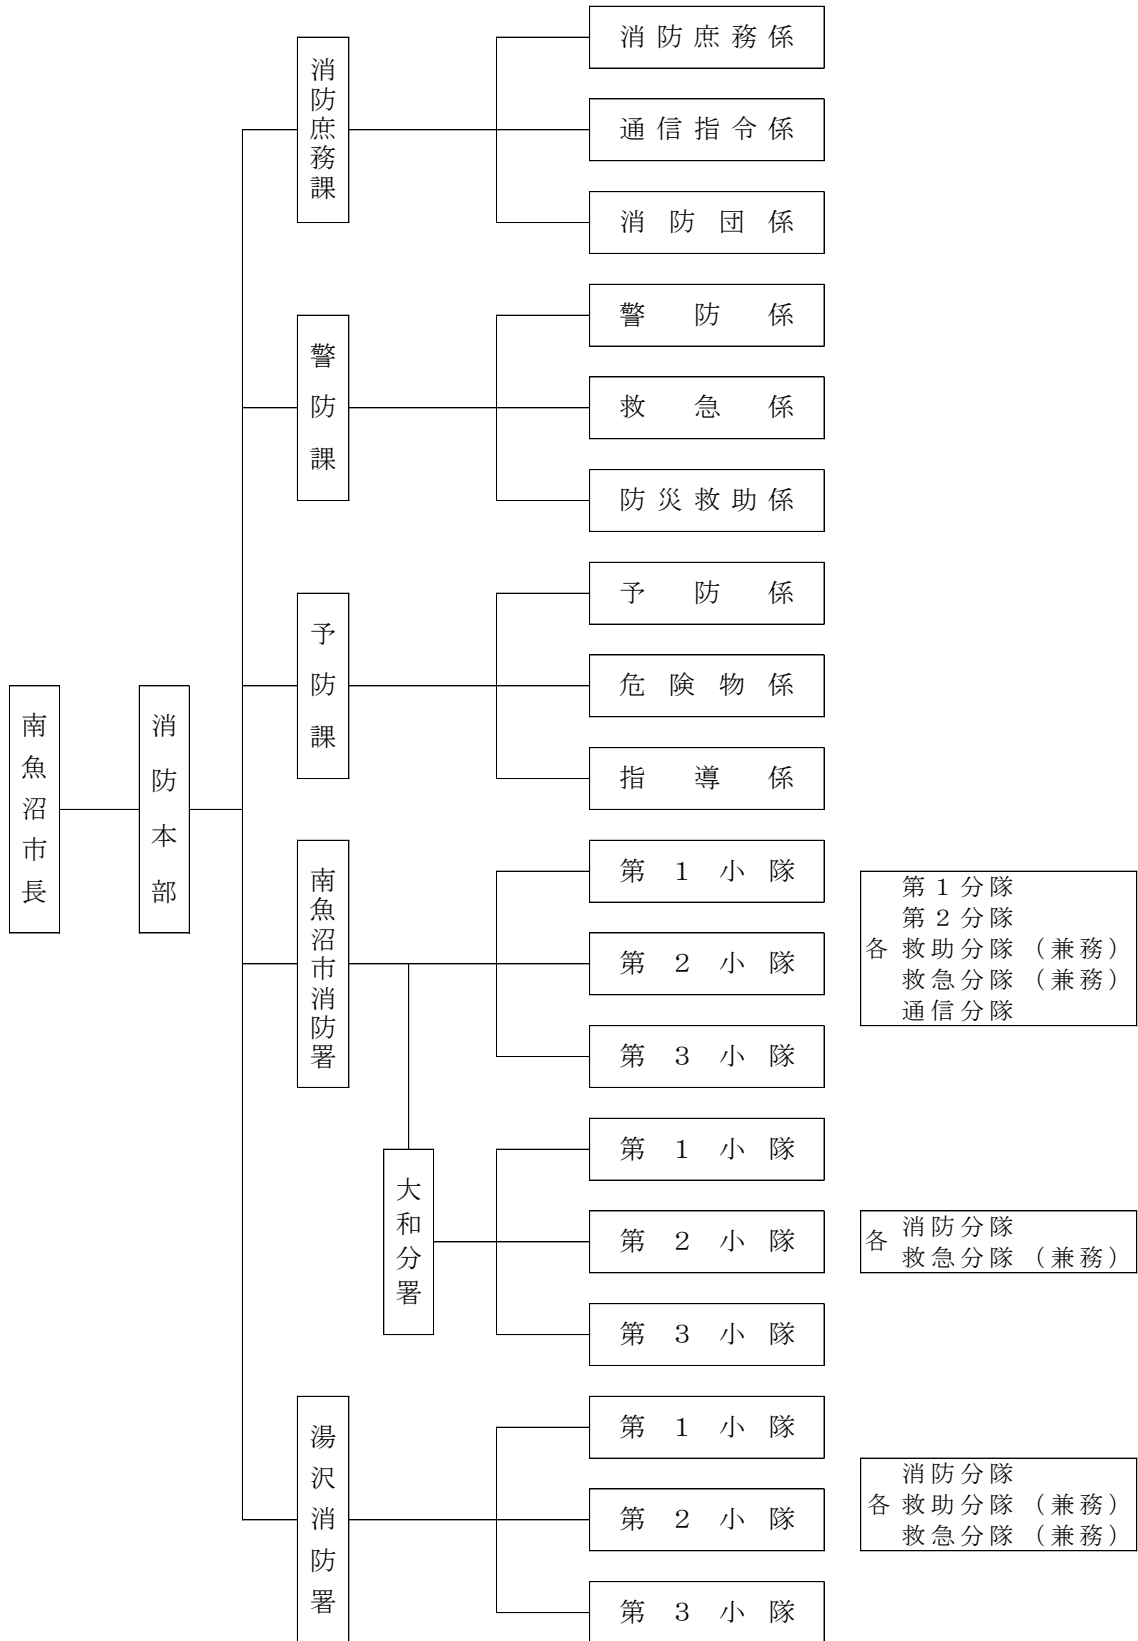 南魚沼市長
消防本部
消防庶務課
消防庶務係
通信指令係
消防団係
警防課
警防係
救急係
防災救助係
予防課
予防係
危険物係
指導係
南魚沼市消防署
第１小隊
第２小隊
第３小隊
第１分隊
第２分隊
各 救助分隊（兼務）
救急分隊（兼務）
通信分隊
大和分署
第１小隊
第２小隊
第３小隊
各 消防分隊
救急分隊（兼務）
湯沢消防署
第１小隊
第２小隊
第３小隊
消防分隊
各 救助分隊（兼務）
救急分隊（兼務）